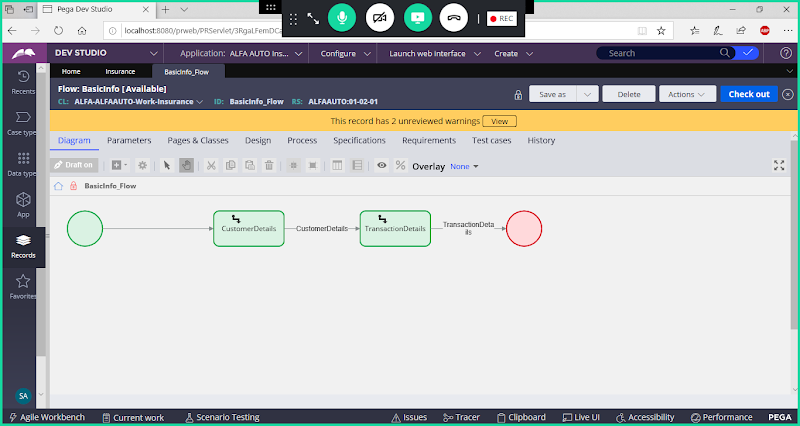 Pega Dev Studio
REC
localhost:8080/prweb/PRServlet/3RgaLFemDCa
DEV STUDIO
Application: ALFA AUTO Ins...
Configure
Launch web interface
Create
Search
Home
Insurance
BasicInfo_Flow
Recents
Flow: BasicInfo [Available]
CL: ALFA-ALFAAUTO-Work-Insurance
ID: BasicInfo_Flow
RS: ALFAAUTO:01-02-01
Save as
Delete
Actions
Check out
This record has 2 unreviewed warnings
View
Case type
Diagram
Parameters
Pages & Classes
Design
Process
Specifications
Requirements
Test cases
History
Draft on
Overlay
None
Data type
BasicInfo_Flow
App
CustomerDetails
CustomerDetails
TransactionDetails
TransactionDeta
ils
Records
Favorites
SA
Agile Workbench
Current work
Scenario Testing
Issues
Tracer
Clipboard
Live UI
Accessibility
Performance
PEGA